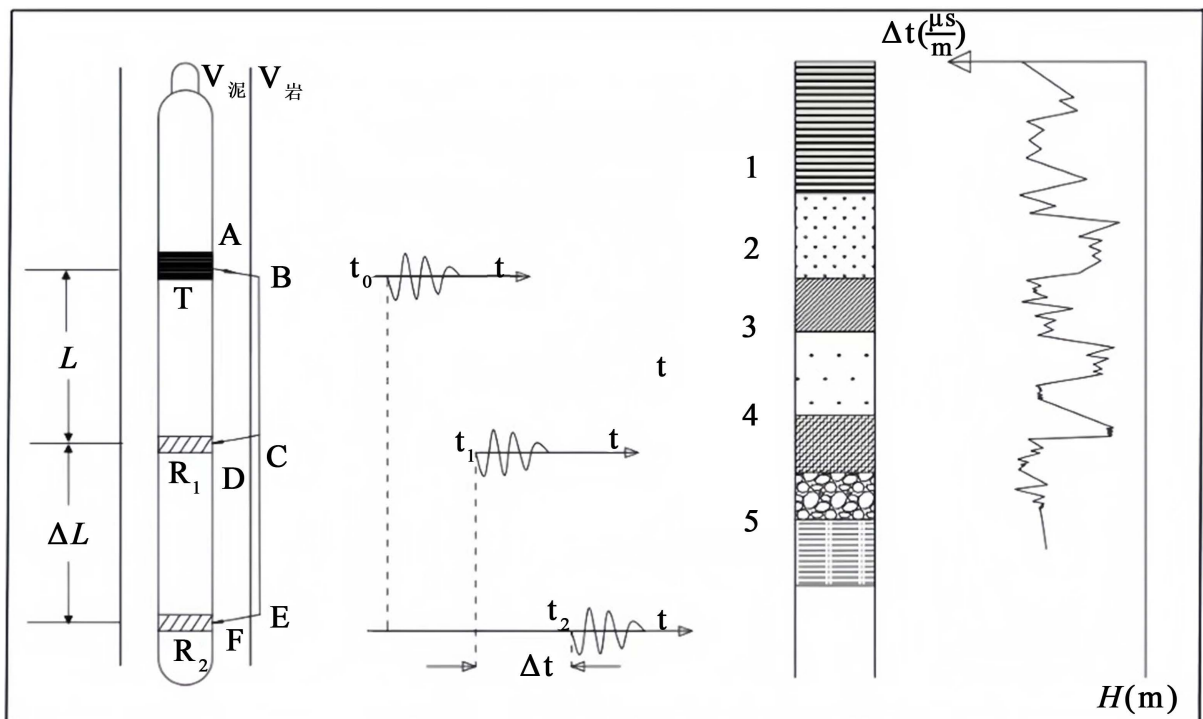 V泥
V岩
A
B
T
L
C
R₁
D
ΔL
E
R₂
F
t₀
t
t₁
t
t₂
t
Δt
t
1
2
3
4
5
Δt(μs/m)
H(m)